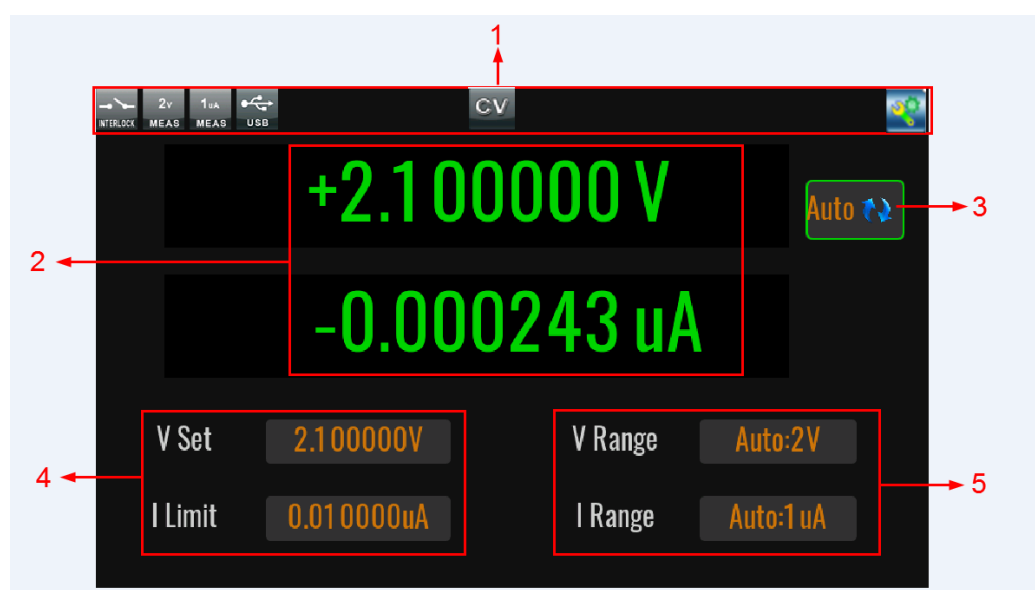 1
2V 1uA CV
INTERLOCK MEAS MEAS USB
+2.100000 V
Auto 3
2
-0.000243 uA
V Set 2.100000V V Range Auto:2V
4 5
I Limit 0.010000uA I Range Auto:1uA